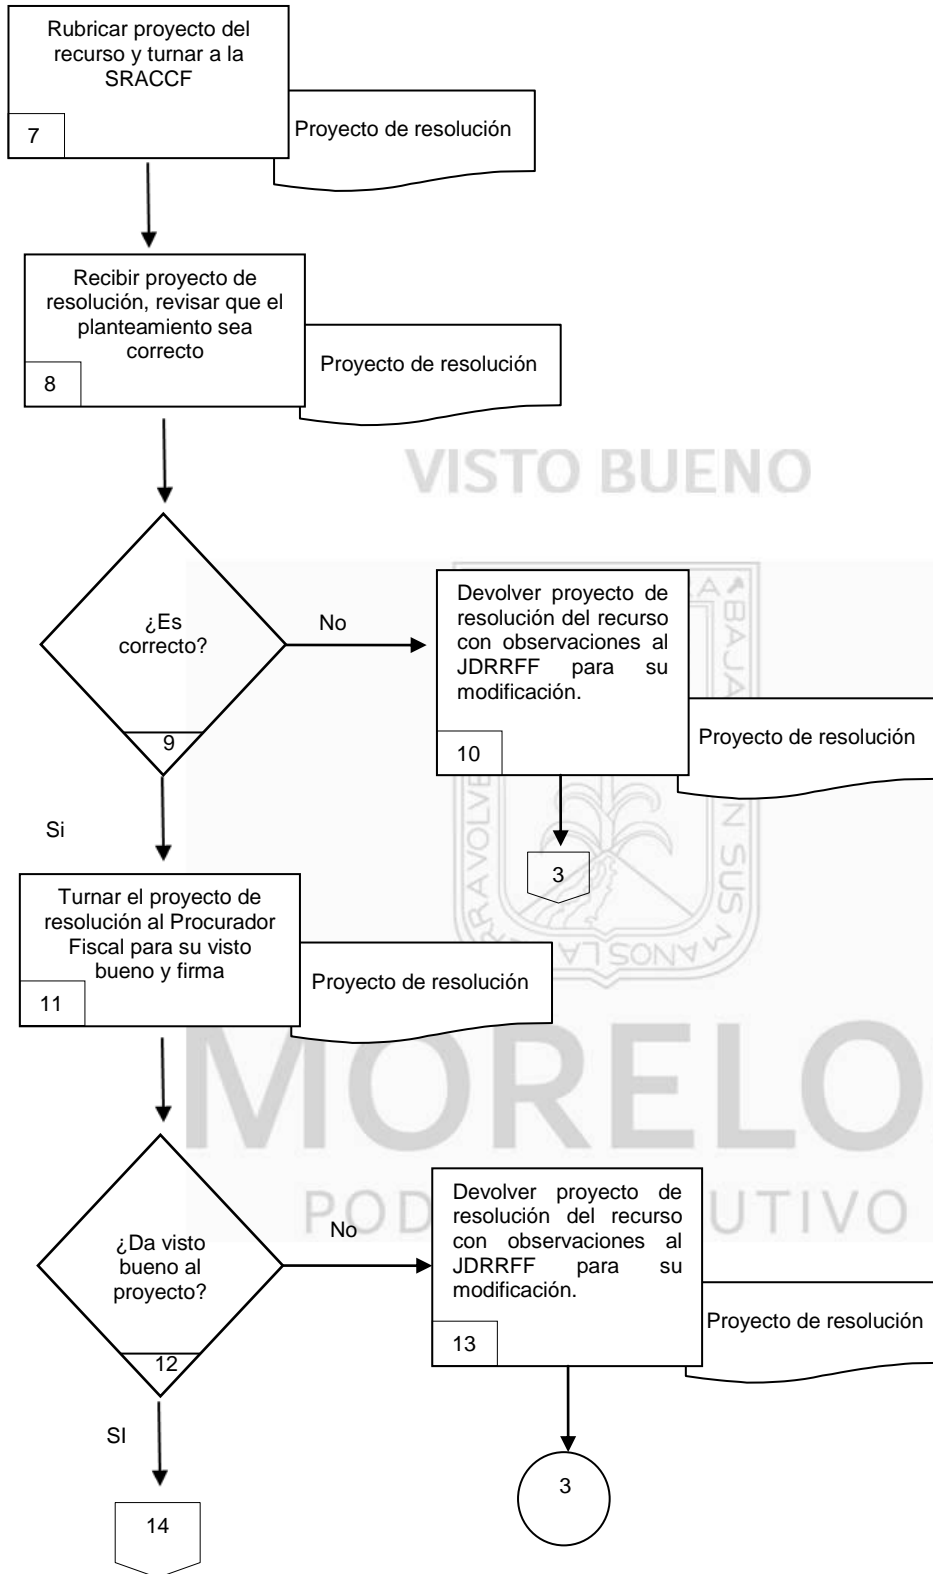 Rubricar proyecto del
recurso y turnar a la
SRACCF
7
Proyecto de resolución
Recibir proyecto de
resolución, revisar que el
planteamiento sea
correcto
8
Proyecto de resolución
VISTO BUENO
¿Es
correcto?
9
No
Devolver proyecto de
resolución del recurso
con observaciones al
JDRRFF para su
modificación.
10
Proyecto de resolución
3
Si
Turnar el proyecto de
resolución al Procurador
Fiscal para su visto
bueno y firma
11
Proyecto de resolución
MORELO
¿Da visto
bueno al
proyecto?
12
No
Devolver proyecto de
resolución del recurso
con observaciones al
JDRRFF para su
modificación.
13
Proyecto de resolución
3
SI
14